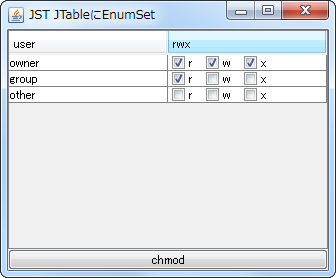 JST JTableにEnumSet
user rwx
owner r w x
group r w x
other r w x
chmod